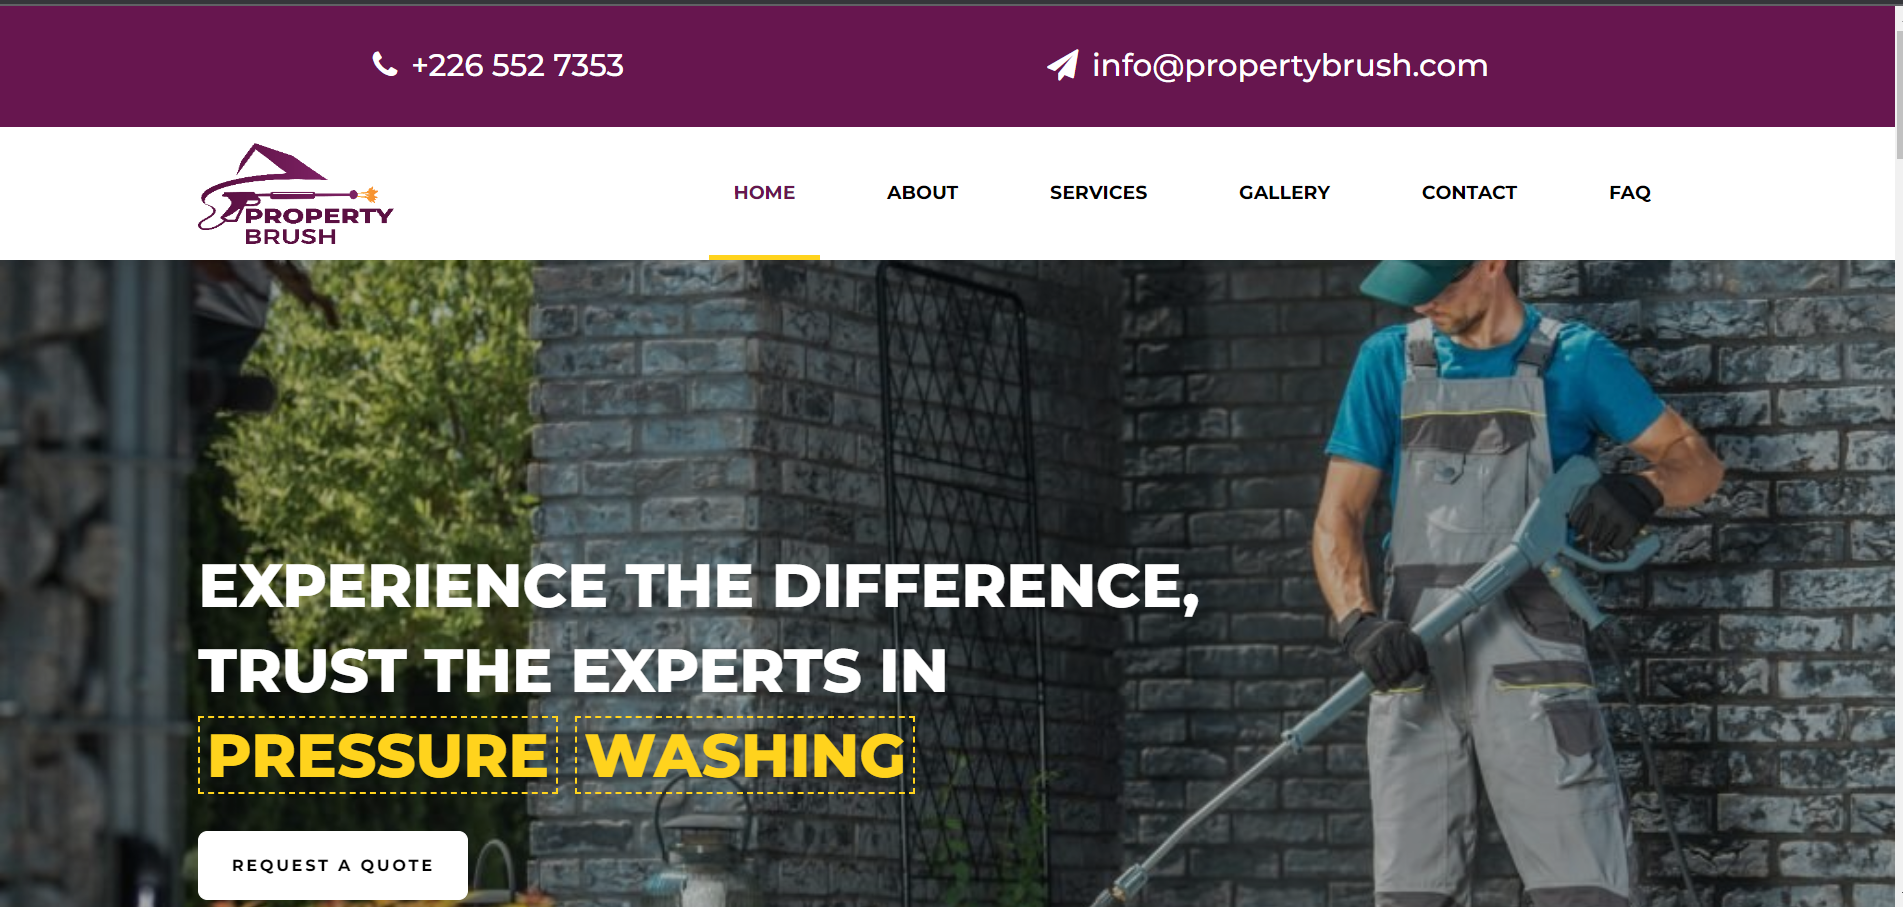 +226 552 7353
info@propertybrush.com
PROPERTY
BRUSH
HOME
ABOUT
SERVICES
GALLERY
CONTACT
FAQ
EXPERIENCE THE DIFFERENCE,
TRUST THE EXPERTS IN
PRESSURE WASHING
REQUEST A QUOTE